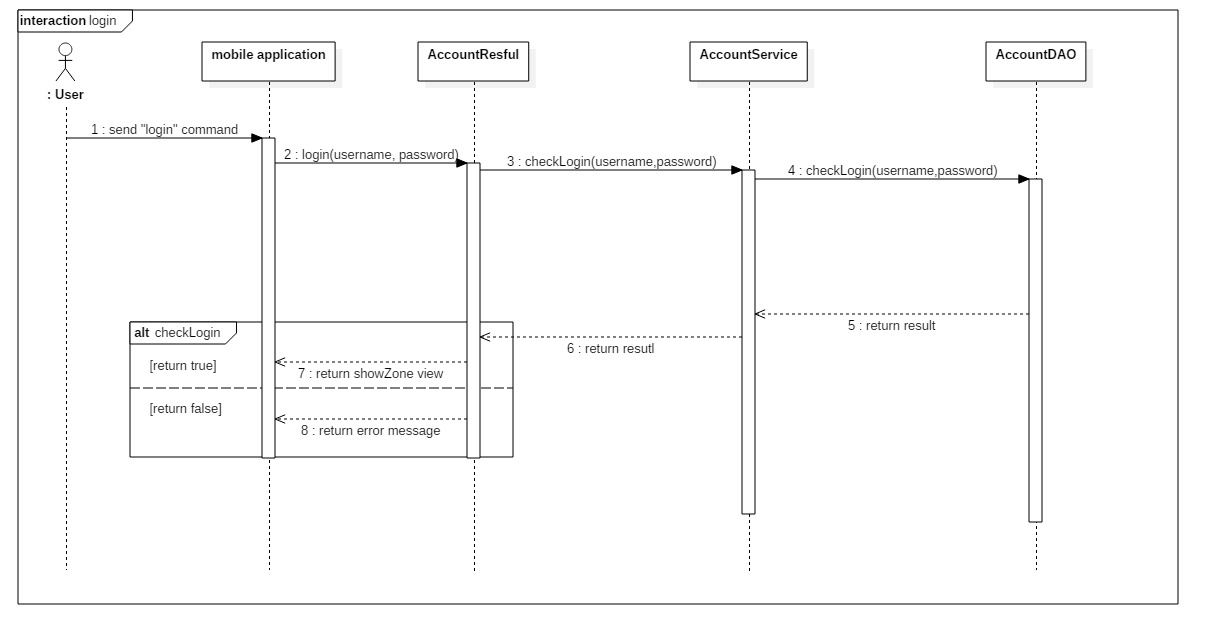 interaction login
mobile application
AccountResful
AccountService
AccountDAO
: User
1 : send "login" command
2 : login(username, password)
3 : checkLogin(username,password)
4 : checkLogin(username,password)
5 : return result
alt checkLogin
6 : return resutl
[return true]
7 : return showZone view
[return false]
8 : return error message